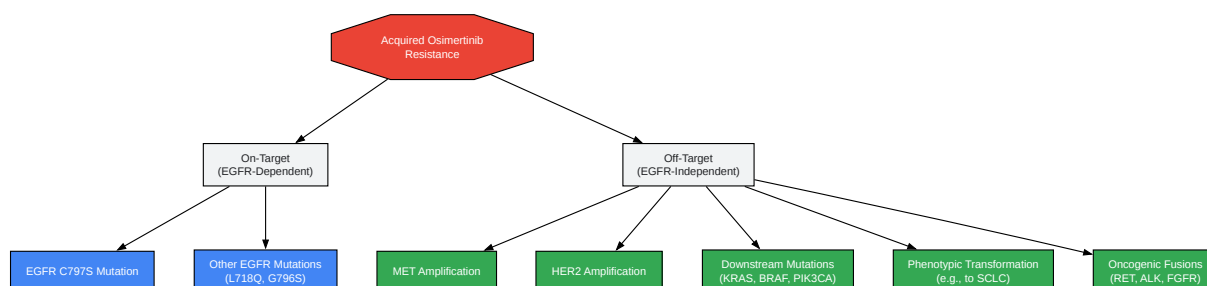 Acquired Osimertinib
Resistance
On-Target
(EGFR-Dependent)
Off-Target
(EGFR-Independent)
EGFR C797S Mutation
Other EGFR Mutations
(L718Q, G796S)
MET Amplification
HER2 Amplification
Downstream Mutations
(KRAS, BRAF, PIK3CA)
Phenotypic Transformation
(e.g., to SCLC)
Oncogenic Fusions
(RET, ALK, FGFR)